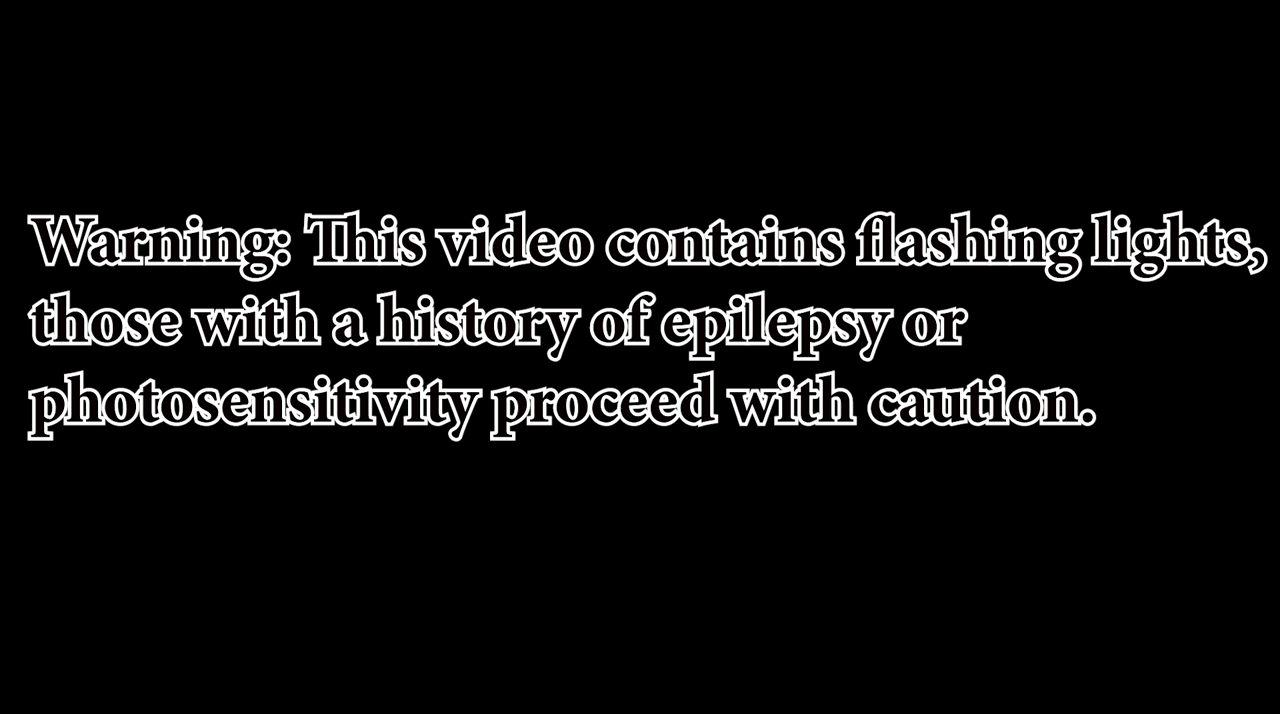 Warning: This video contains flashing lights,
those with a history of epilepsy or
photosensitivity proceed with caution.